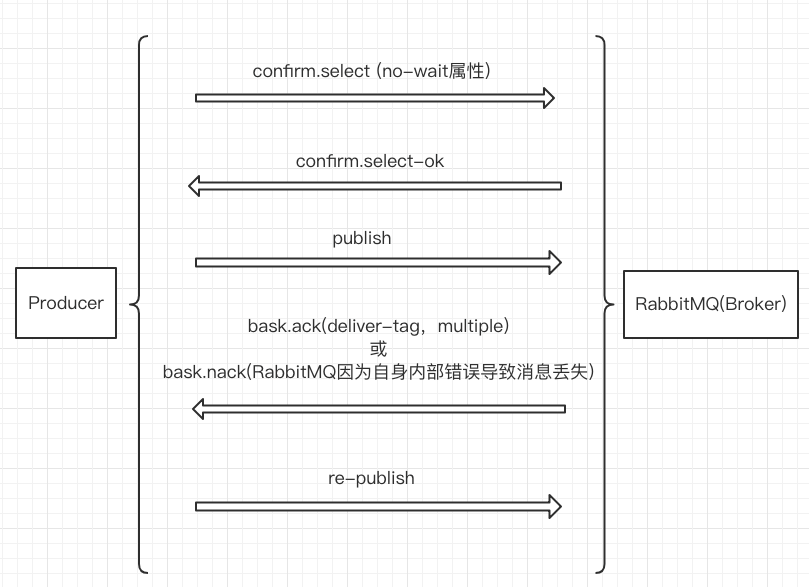 confirm.select (no-wait属性)
confirm.select-ok
publish
Producer
RabbitMQ(Broker)
bask.ack(deliver-tag，multiple)
或
bask.nack(RabbitMQ因为自身内部错误导致消息丢失)
re-publish